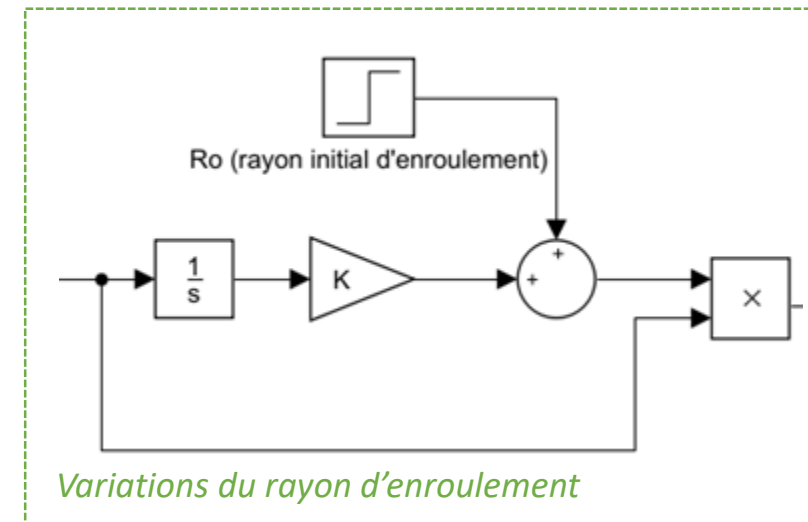 Ro (rayon initial d'enroulement)
1
s
K
+
+
×
Variations du rayon d’enroulement